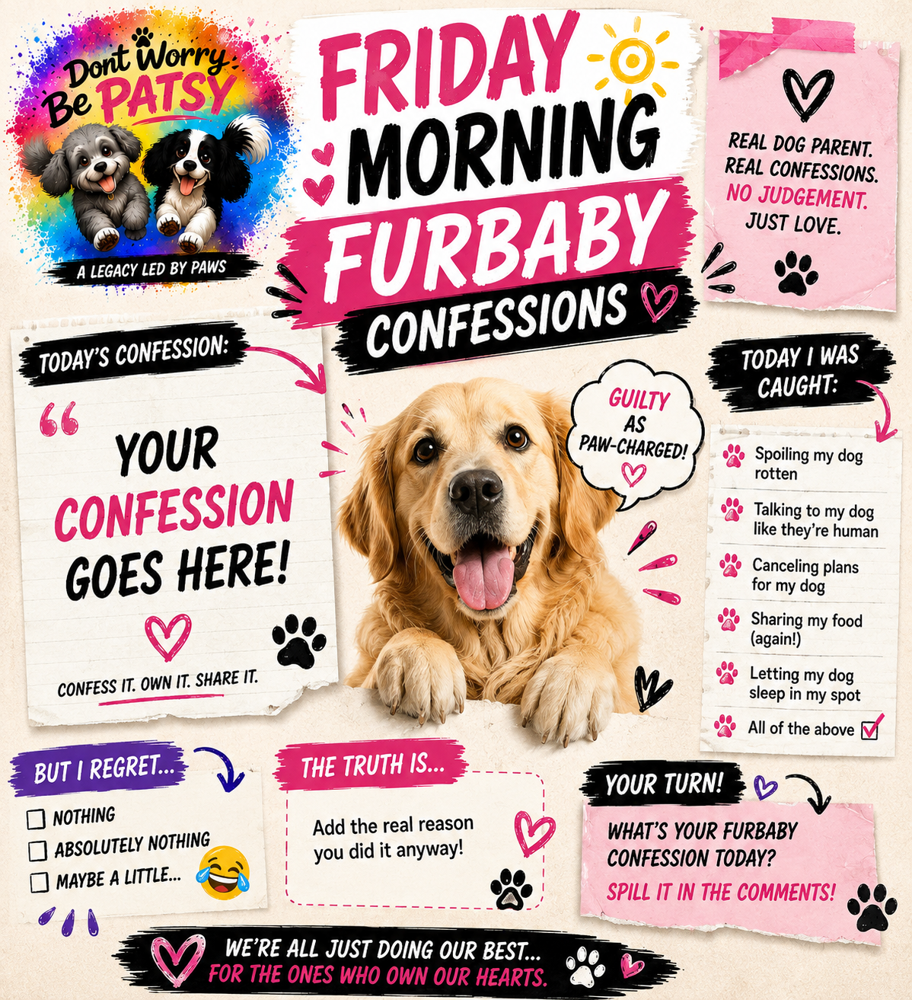 Dont Worry
Be PATSY
A LEGACY LED BY PAWS
FRIDAY
MORNING
FURBABY
CONFESSIONS
REAL DOG PARENT.
REAL CONFESSIONS.
NO JUDGEMENT.
JUST LOVE.
TODAY'S CONFESSION:
“
YOUR
CONFESSION
GOES HERE!
CONFESS IT. OWN IT. SHARE IT.
GUILTY
AS
PAW-CHARGED!
TODAY I WAS
CAUGHT:
Spoiling my dog
rotten
Talking to my dog
like they're human
Canceling plans
for my dog
Sharing my food
(again!)
Letting my dog
sleep in my spot
All of the above
BUT I REGRET...
NOTHING
ABSOLUTELY NOTHING
MAYBE A LITTLE...
THE TRUTH IS...
Add the real reason
you did it anyway!
YOUR TURN!
WHAT'S YOUR FURBABY
CONFESSION TODAY?
SPILL IT IN THE COMMENTS!
WE'RE ALL JUST DOING OUR BEST...
FOR THE ONES WHO OWN OUR HEARTS.